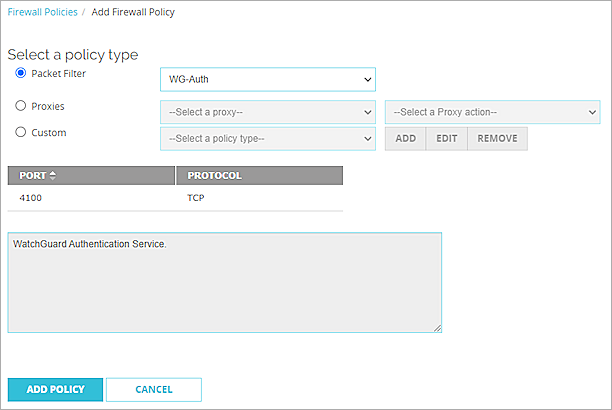 Firewall Policies / Add Firewall Policy
Select a policy type
Packet Filter WG-Auth
Proxies --Select a proxy-- --Select a Proxy action--
Custom --Select a policy type-- ADD EDIT REMOVE
PORT PROTOCOL
4100 TCP
WatchGuard Authentication Service.
ADD POLICY CANCEL